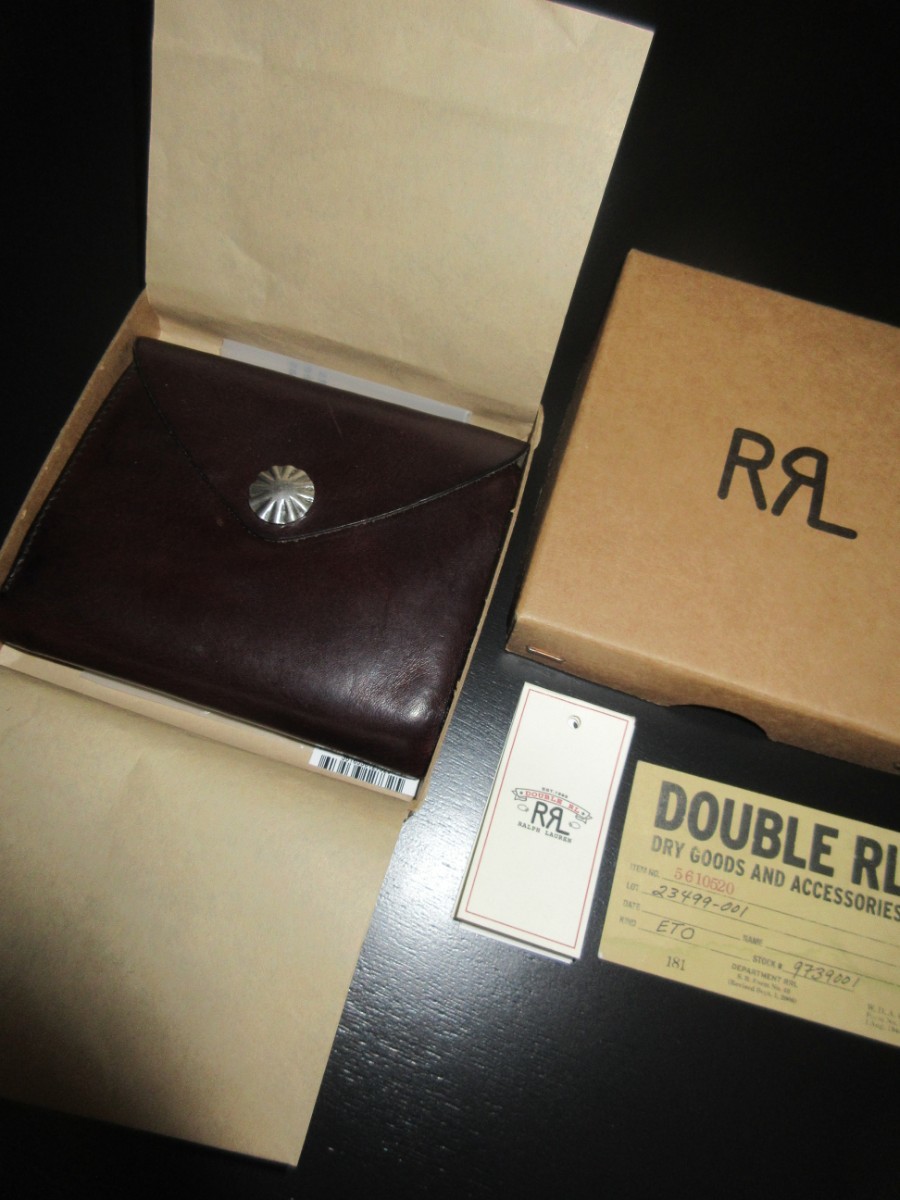 RRL
EST. 1993
DOUBLE RL
RRL
RALPH LAUREN
DOUBLE RL
DRY GOODS AND ACCESSORIES
ITEM NO. 5610520
LOT 23499-001
DATE
KIND ETO NAME
STOCK # 9739001
181
DEPARTMENT RRL